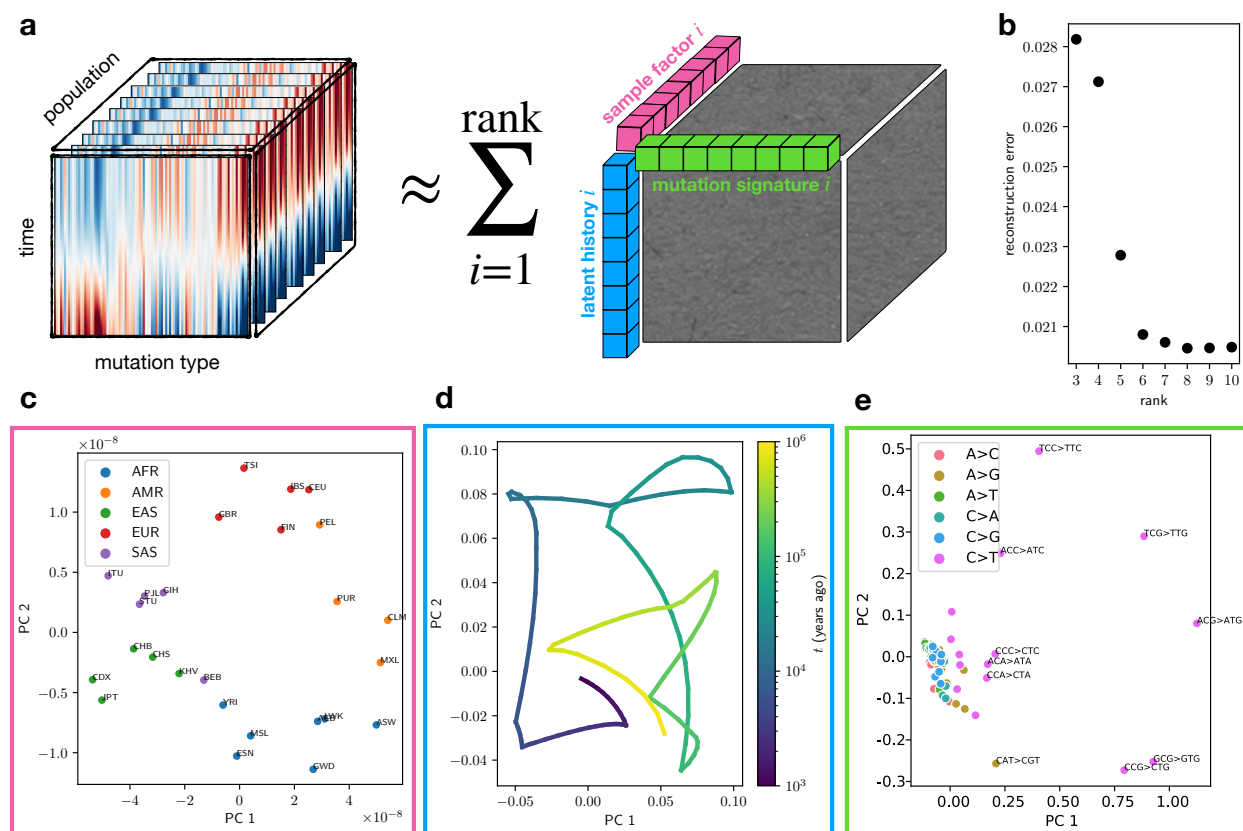 a
population
time
mutation type
≈
rank
∑
i=1
sample factor i
mutation signature i
latent history i
b
0.028
0.027
0.026
0.025
0.024
0.023
0.022
0.021
reconstruction error
3 4 5 6 7 8 9 10
rank
c
×10⁻⁸
AFR
AMR
EAS
EUR
SAS
TSI
IBS CEU
GBR
FIN
PEL
ITU
PJL GIH
STU
PUR
CLM
CHB
CHS
MXL
KHV
CDX
BEB
JPT
YRI
LWK
ASW
MSL
ESN
GWD
1.0
0.5
0.0
−0.5
−1.0
PC 2
−4 −2 0 2 4
PC 1
×10⁻⁸
d
0.10
0.08
0.06
0.04
0.02
0.00
−0.02
−0.04
PC 2
−0.05 0.00 0.05 0.10
PC 1
10⁶
10⁵
10⁴
10³
t (years ago)
e
A>C
A>G
A>T
C>A
C>G
C>T
TCC>TTC
TCG>TTG
ACC>ATC
ACG>ATG
CCC>CTC
ACA>ATA
CCA>CTA
CAT>CGT
GCG>GTG
CCG>CTG
0.5
0.4
0.3
0.2
0.1
0.0
-0.1
-0.2
-0.3
PC 2
0.00 0.25 0.50 0.75 1.00
PC 1